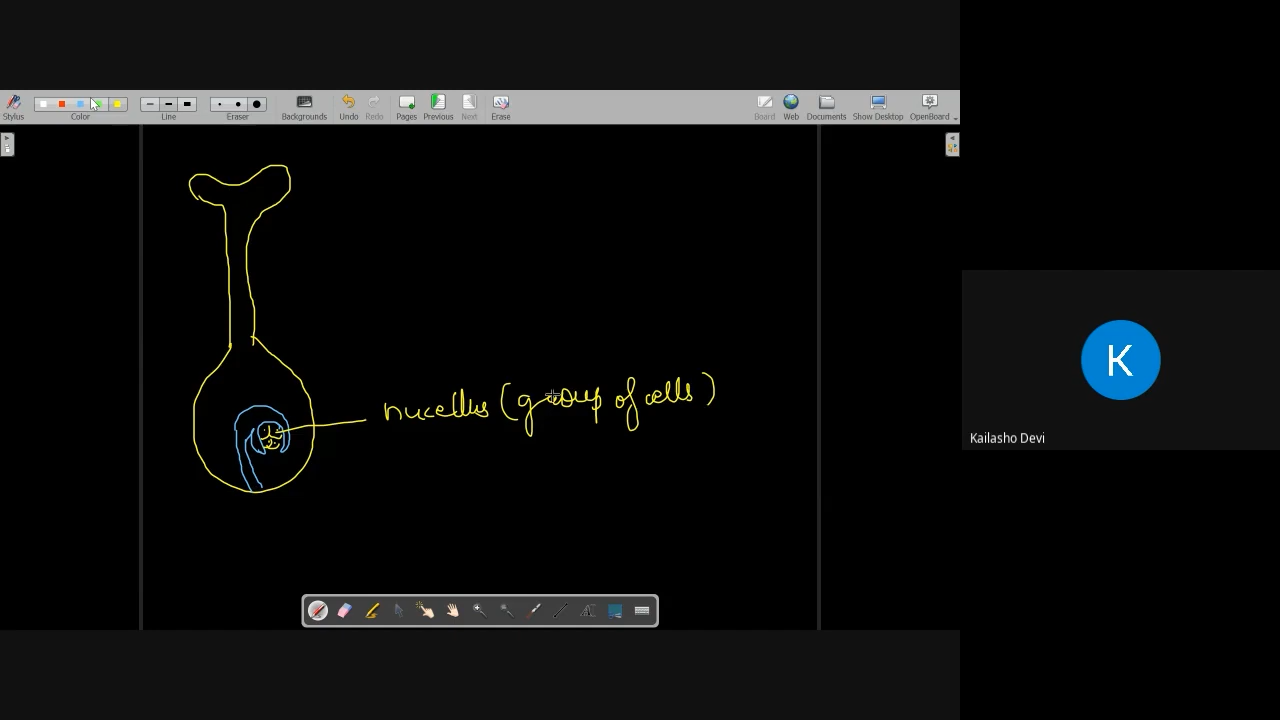 Stylus
Color
Line
Eraser
Backgrounds
Undo
Redo
Pages
Previous
Next
Erase
Board
Web
Documents
Show Desktop
OpenBoard
nucellus (group of cells)
K
Kailasho Devi